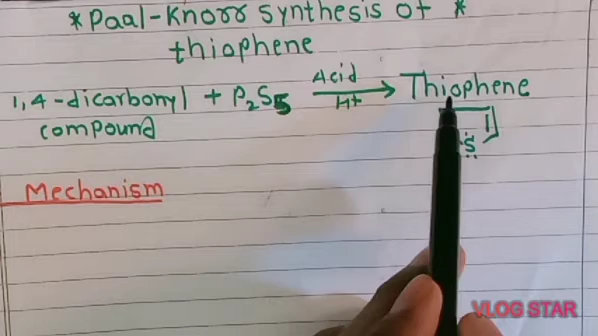 *Paal-Knorr synthesis of *
thiophene
1,4-dicarbonyl + P₂S₅ Acid H+ Thiophene
compound
S
Mechanism
VLOG STAR